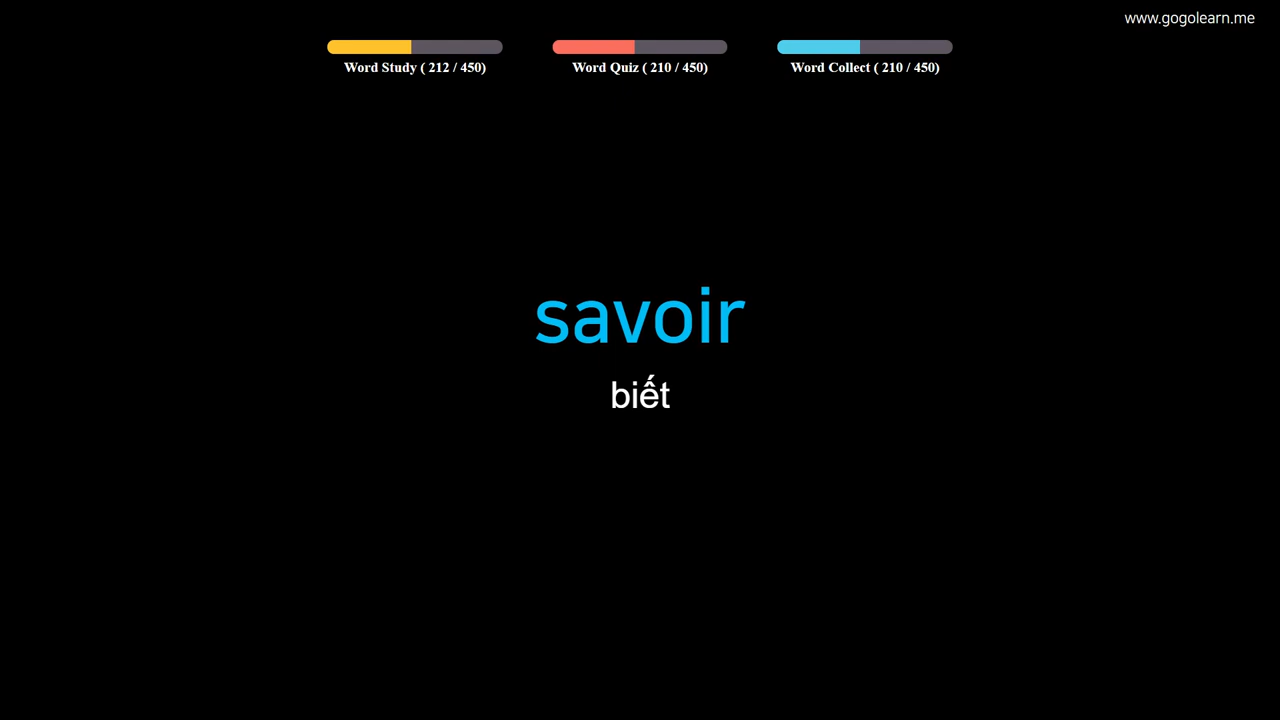 www.gogolearn.me
Word Study ( 212 / 450)
Word Quiz ( 210 / 450)
Word Collect ( 210 / 450)
savoir
biết